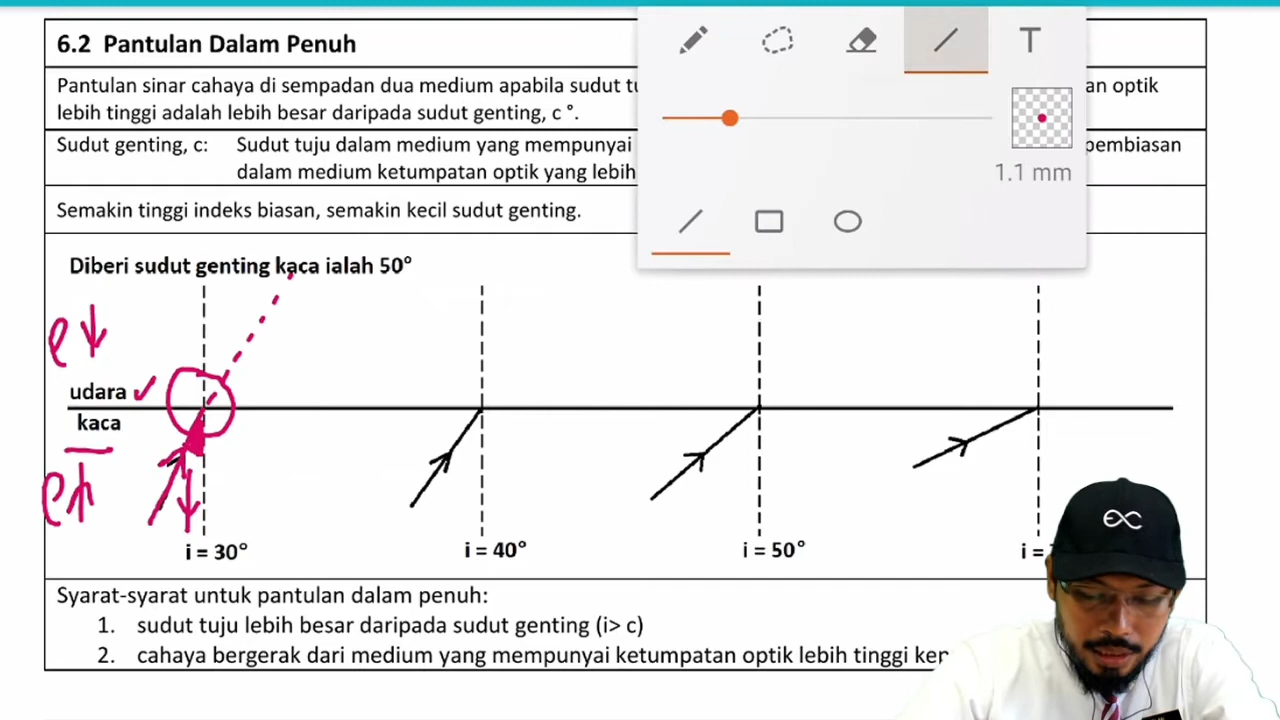 6.2 Pantulan Dalam Penuh
Pantulan sinar cahaya di sempadan dua medium apabila sudut an optik
lebih tinggi adalah lebih besar daripada sudut genting, c °.
Sudut genting, c: Sudut tuju dalam medium yang mempunyai pembiasan
dalam medium ketumpatan optik yang lebih
Semakin tinggi indeks biasan, semakin kecil sudut genting.
Diberi sudut genting kaca ialah 50°
udara
kaca
i = 30°
i = 40°
i = 50°
i =
Syarat-syarat untuk pantulan dalam penuh:
1. sudut tuju lebih besar daripada sudut genting (i> c)
2. cahaya bergerak dari medium yang mempunyai ketumpatan optik lebih tinggi
T
1.1 mm